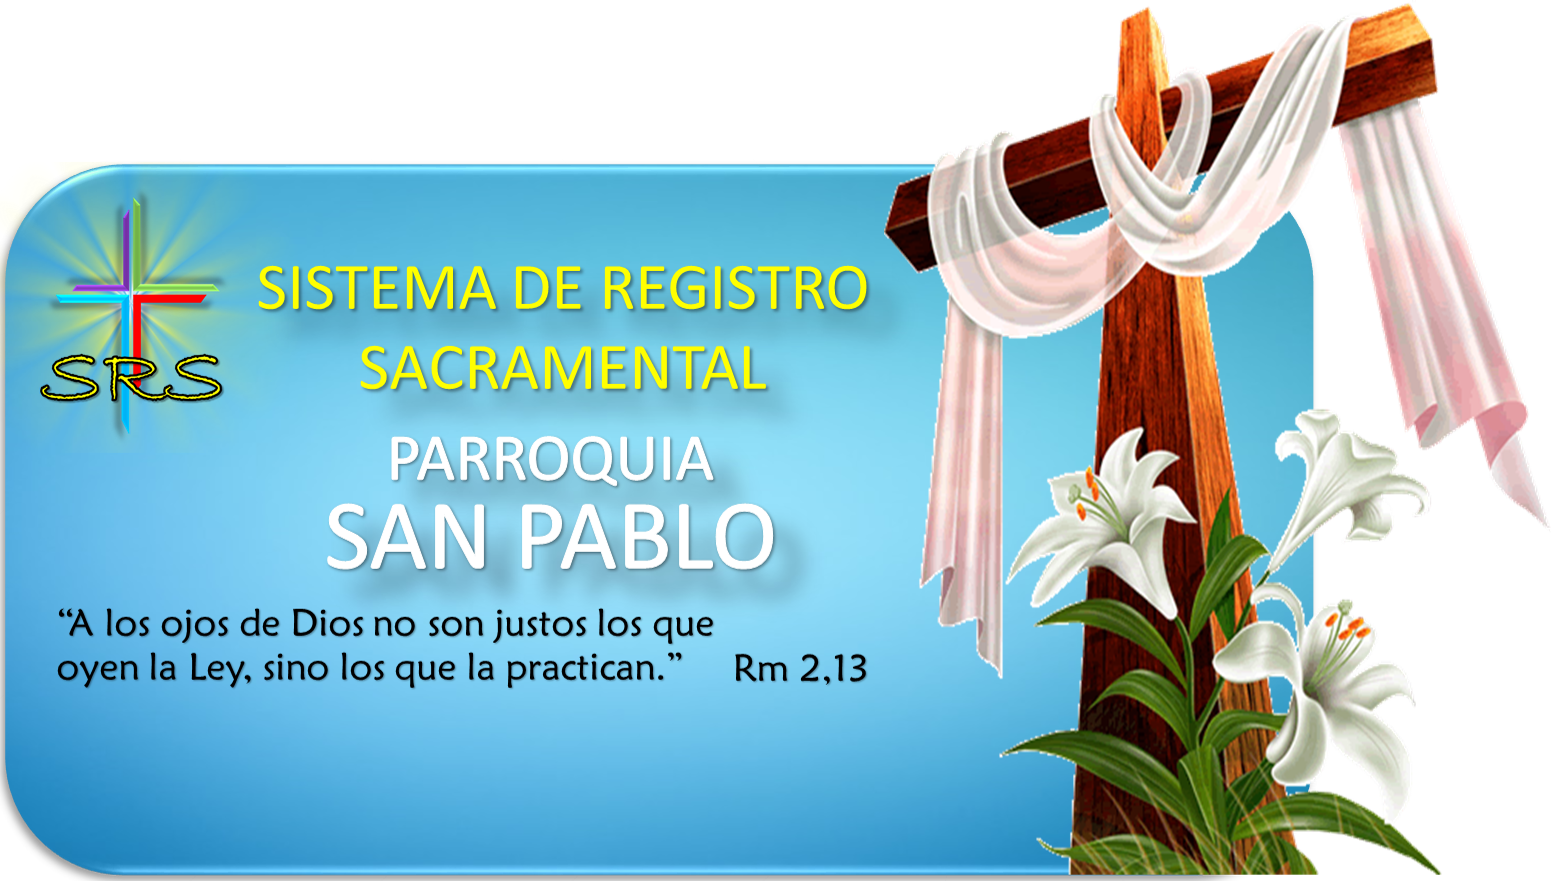 SRS
SISTEMA DE REGISTRO
SACRAMENTAL
PARROQUIA
SAN PABLO
“A los ojos de Dios no son justos los que
oyen la Ley, sino los que la practican.” Rm 2,13